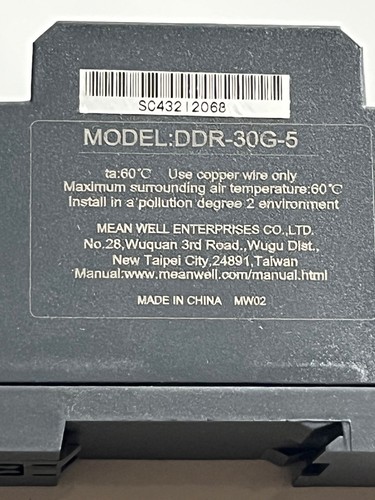 SC43212068
MODEL:DDR-30G-5
ta:60℃ Use copper wire only
Maximum surrounding air temperature:60℃
Install in a pollution degree 2 environment
MEAN WELL ENTERPRISES CO.,LTD.
No.28,Wuquan 3rd Road.,Wugu Dist.,
New Taipei City,24891,Taiwan
Manual:www.meanwell.com/manual.html
MADE IN CHINA MW02